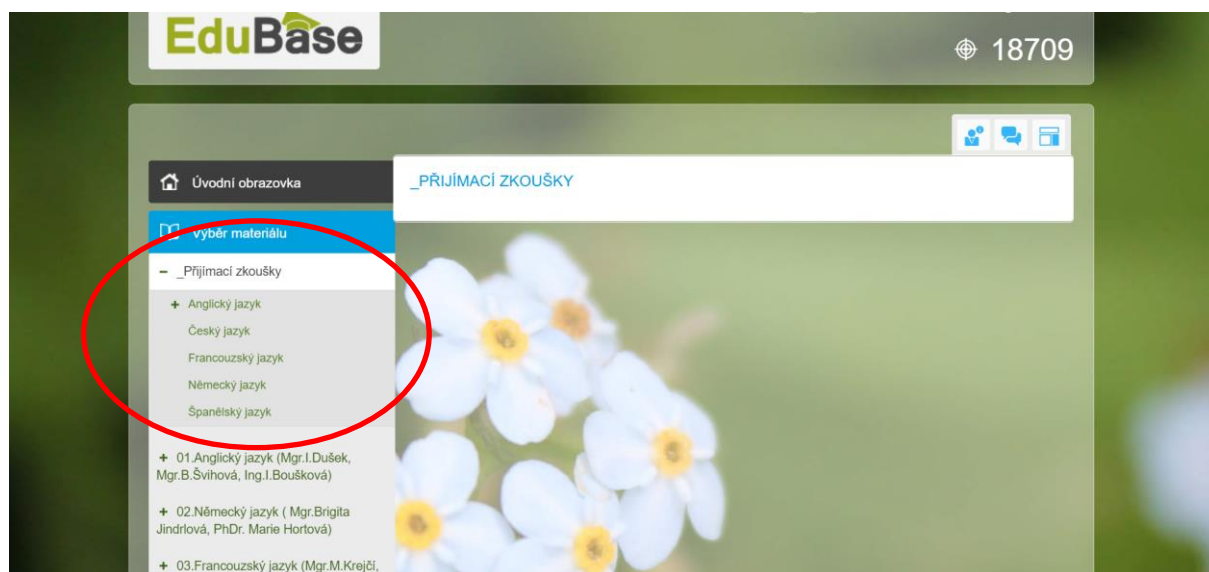 EduBase
18709
Úvodní obrazovka
_PŘIJÍMACÍ ZKOUŠKY
Výběr materiálu
– _Přijímací zkoušky
+ Anglický jazyk
Český jazyk
Francouzský jazyk
Německý jazyk
Španělský jazyk
+ 01.Anglický jazyk (Mgr.I.Dušek,
Mgr.B.Švihová, Ing.I.Boušková)
+ 02.Německý jazyk ( Mgr.Brigita
Jindrlová, PhDr. Marie Hortová)
+ 03.Francouzský jazyk (Mgr.M.Krejčí,